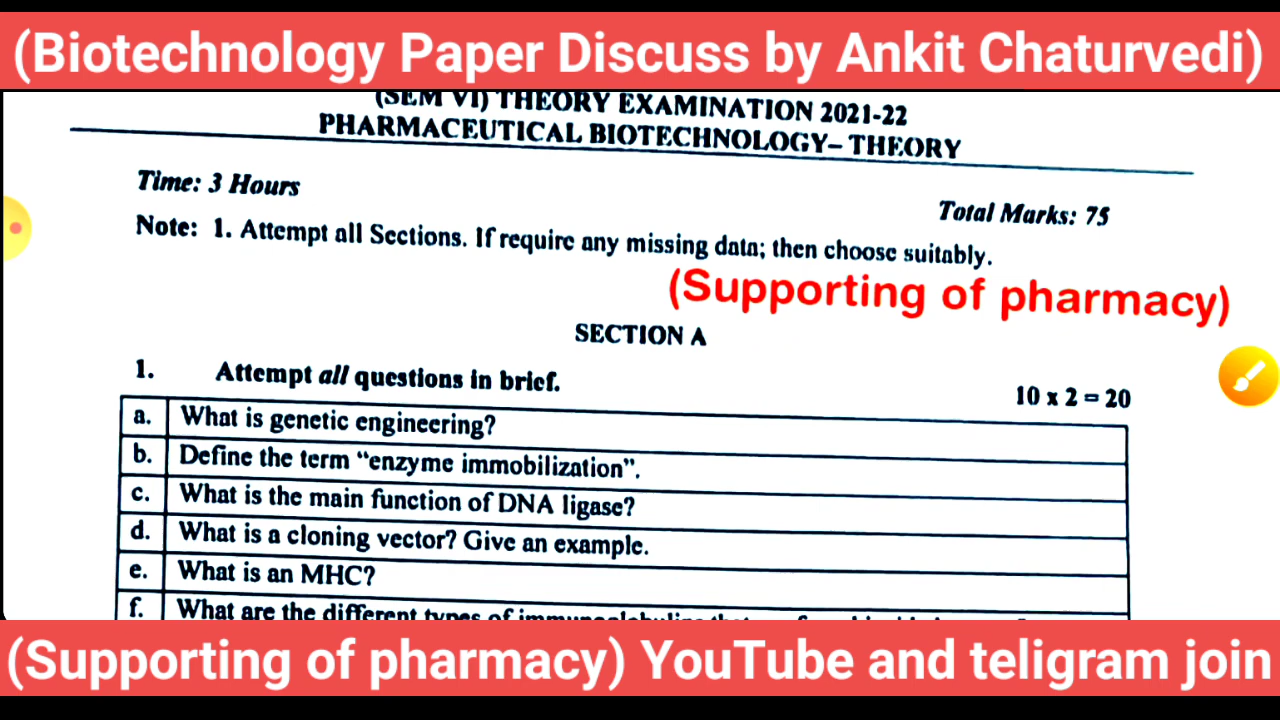 (Biotechnology Paper Discuss by Ankit Chaturvedi)
(SEM VI) THEORY EXAMINATION 2021-22
PHARMACEUTICAL BIOTECHNOLOGY– THEORY
Time: 3 Hours
Total Marks: 75
Note: 1. Attempt all Sections. If require any missing data; then choose suitably.
(Supporting of pharmacy)
SECTION A
1. Attempt all questions in brief.
10 x 2 = 20
a. What is genetic engineering?
b. Define the term “enzyme immobilization”.
c. What is the main function of DNA ligase?
d. What is a cloning vector? Give an example.
e. What is an MHC?
f. What are the different types of immunoglobulins that
(Supporting of pharmacy) YouTube and teligram join